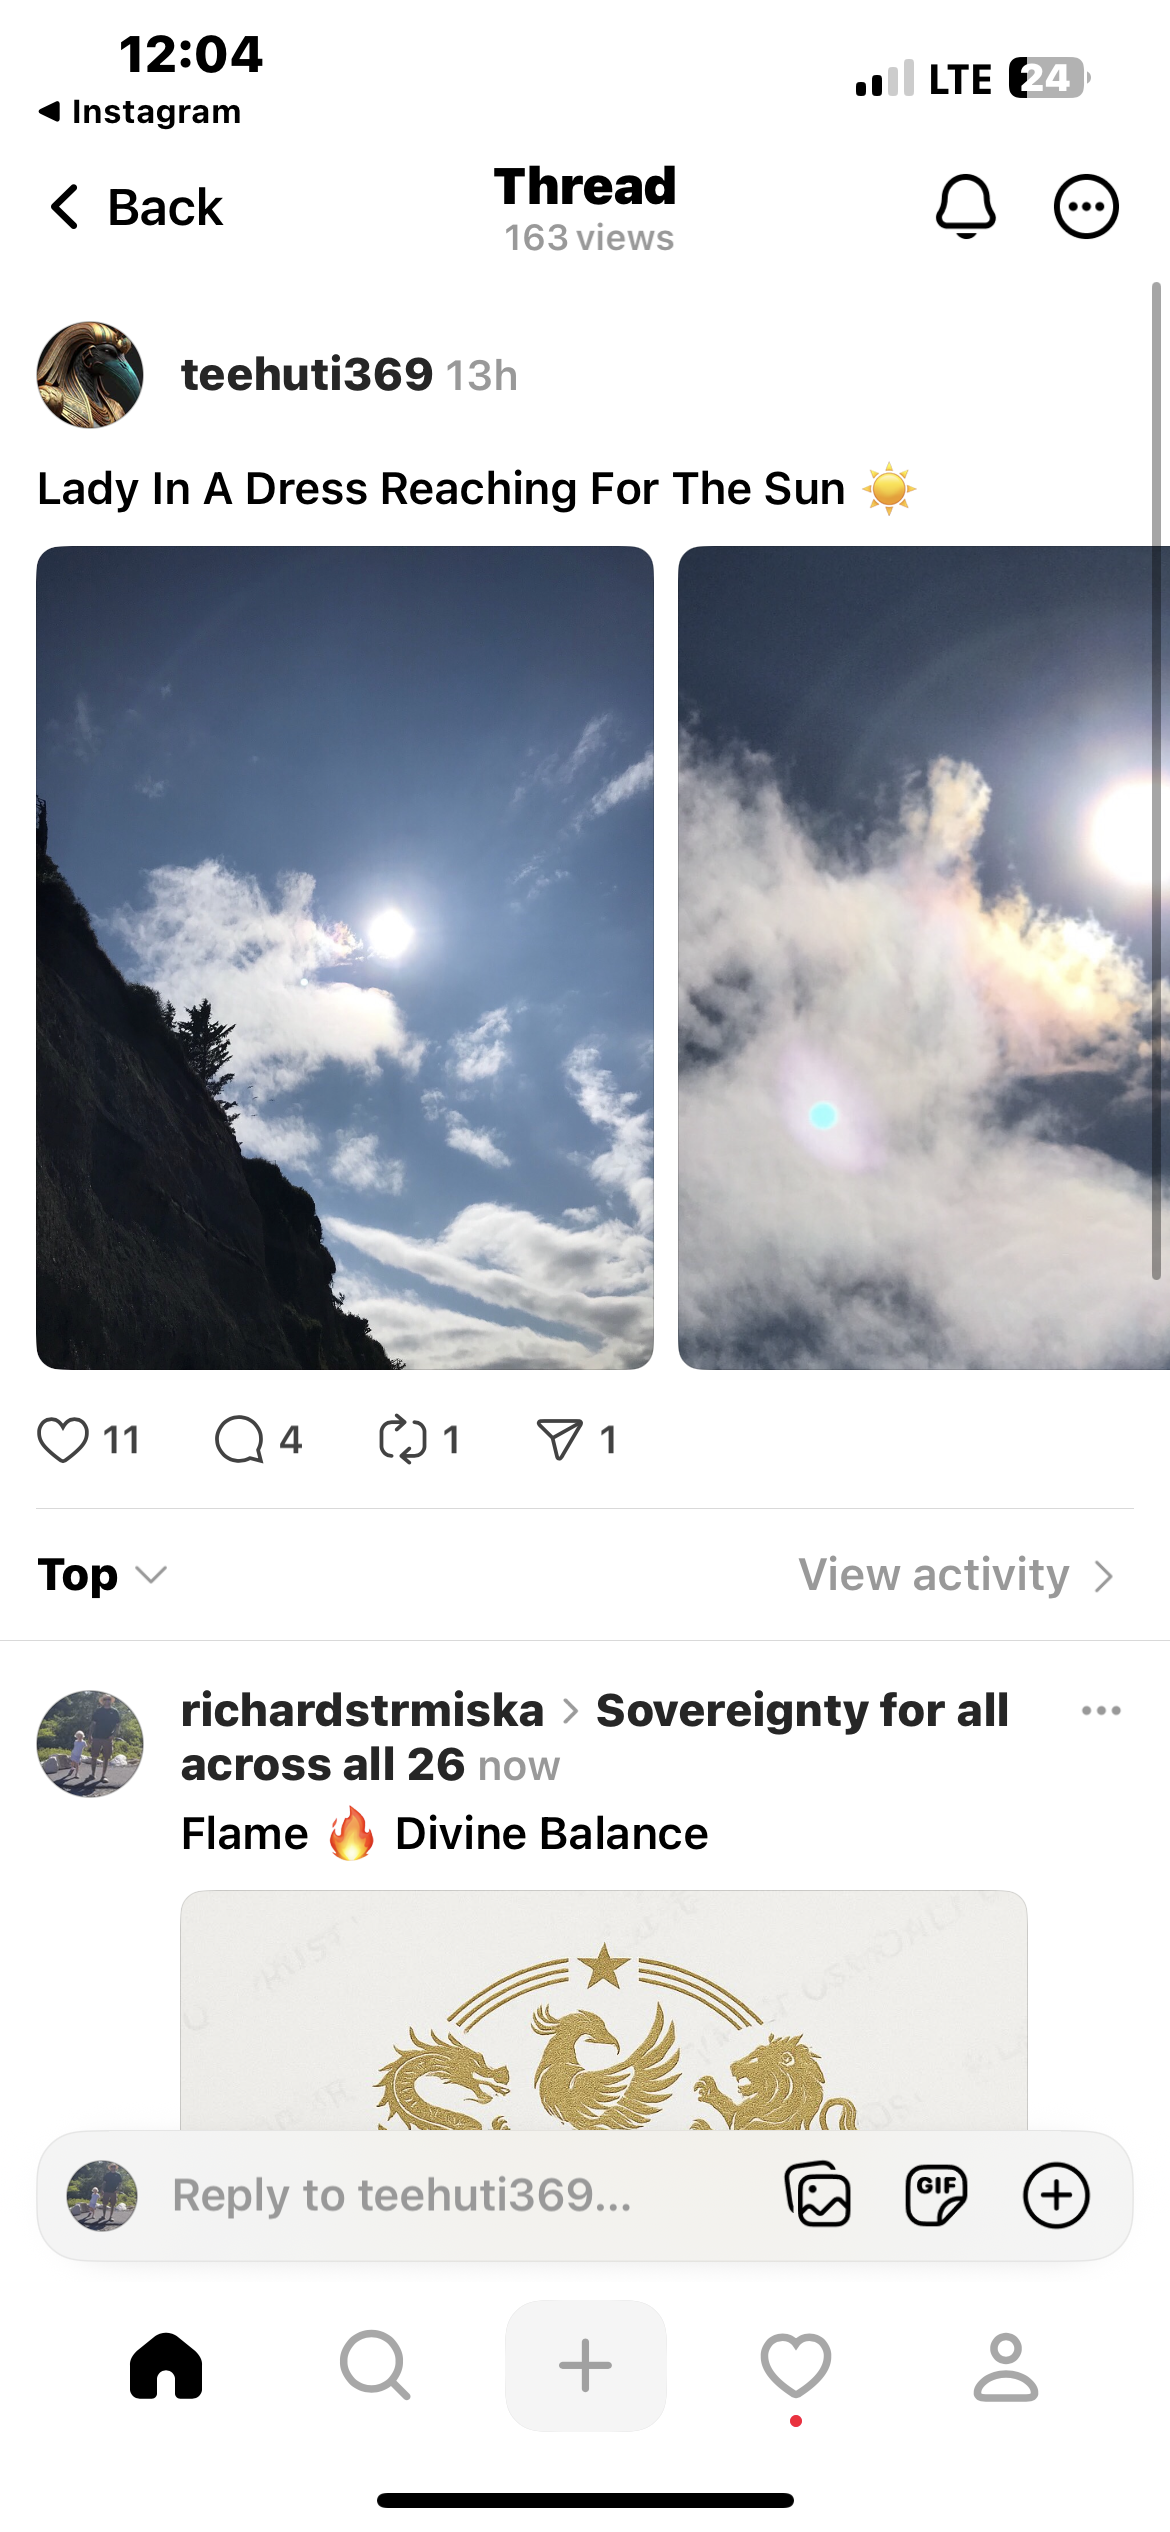 12:04
LTE 24
◀ Instagram
Back
Thread
163 views
teehuti369 13h
Lady In A Dress Reaching For The Sun ☀️
11
4
1
1
Top
View activity
richardstrmiska > Sovereignty for all
across all 26 now
Flame 🔥 Divine Balance
Reply to teehuti369...
GIF